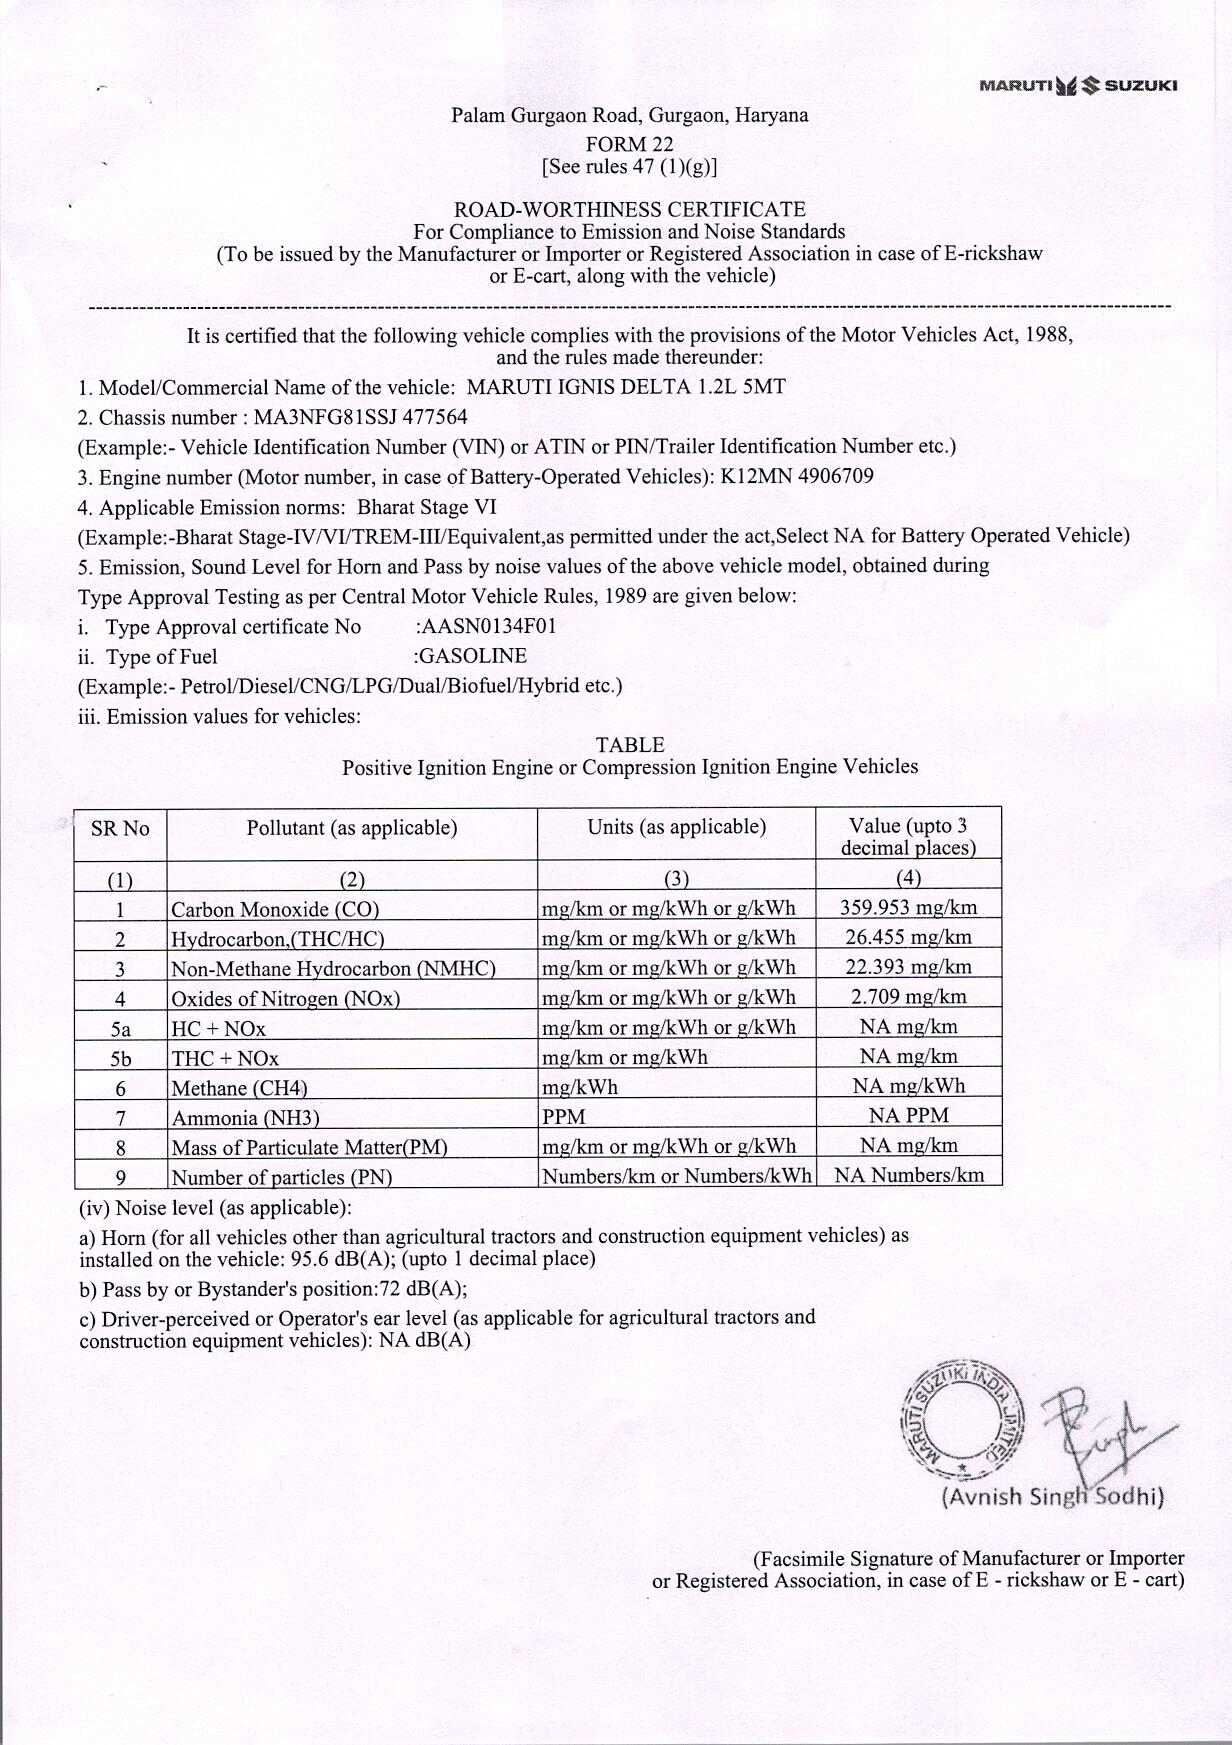 MARUTI SUZUKI
Palam Gurgaon Road, Gurgaon, Haryana
FORM 22
[See rules 47 (1)(g)]
ROAD-WORTHINESS CERTIFICATE
For Compliance to Emission and Noise Standards
(To be issued by the Manufacturer or Importer or Registered Association in case of E-rickshaw
or E-cart, along with the vehicle)
It is certified that the following vehicle complies with the provisions of the Motor Vehicles Act, 1988,
and the rules made thereunder:
1. Model/Commercial Name of the vehicle: MARUTI IGNIS DELTA 1.2L 5MT
2. Chassis number : MA3NFG81SSJ 477564
(Example:- Vehicle Identification Number (VIN) or ATIN or PIN/Trailer Identification Number etc.)
3. Engine number (Motor number, in case of Battery-Operated Vehicles): K12MN 4906709
4. Applicable Emission norms: Bharat Stage VI
(Example:-Bharat Stage-IV/VI/TREM-III/Equivalent,as permitted under the act,Select NA for Battery Operated Vehicle)
5. Emission, Sound Level for Horn and Pass by noise values of the above vehicle model, obtained during
Type Approval Testing as per Central Motor Vehicle Rules, 1989 are given below:
i. Type Approval certificate No :AASN0134F01
ii. Type of Fuel :GASOLINE
(Example:- Petrol/Diesel/CNG/LPG/Dual/Biofuel/Hybrid etc.)
iii. Emission values for vehicles:
TABLE
Positive Ignition Engine or Compression Ignition Engine Vehicles
SR No Pollutant (as applicable) Units (as applicable) Value (upto 3
decimal places)
(1) (2) (3) (4)
1 Carbon Monoxide (CO) mg/km or mg/kWh or g/kWh 359.953 mg/km
2 Hydrocarbon,(THC/HC) mg/km or mg/kWh or g/kWh 26.455 mg/km
3 Non-Methane Hydrocarbon (NMHC) mg/km or mg/kWh or g/kWh 22.393 mg/km
4 Oxides of Nitrogen (NOx) mg/km or mg/kWh or g/kWh 2.709 mg/km
5a HC + NOx mg/km or mg/kWh or g/kWh NA mg/km
5b THC + NOx mg/km or mg/kWh NA mg/km
6 Methane (CH4) mg/kWh NA mg/kWh
7 Ammonia (NH3) PPM NA PPM
8 Mass of Particulate Matter(PM) mg/km or mg/kWh or g/kWh NA mg/km
9 Number of particles (PN) Numbers/km or Numbers/kWh NA Numbers/km
(iv) Noise level (as applicable):
a) Horn (for all vehicles other than agricultural tractors and construction equipment vehicles) as
installed on the vehicle: 95.6 dB(A); (upto 1 decimal place)
b) Pass by or Bystander's position:72 dB(A);
c) Driver-perceived or Operator's ear level (as applicable for agricultural tractors and
construction equipment vehicles): NA dB(A)
MARUTI SUZUKI INDIA LIMITED
(Avnish Singh Sodhi)
(Facsimile Signature of Manufacturer or Importer
or Registered Association, in case of E - rickshaw or E - cart)